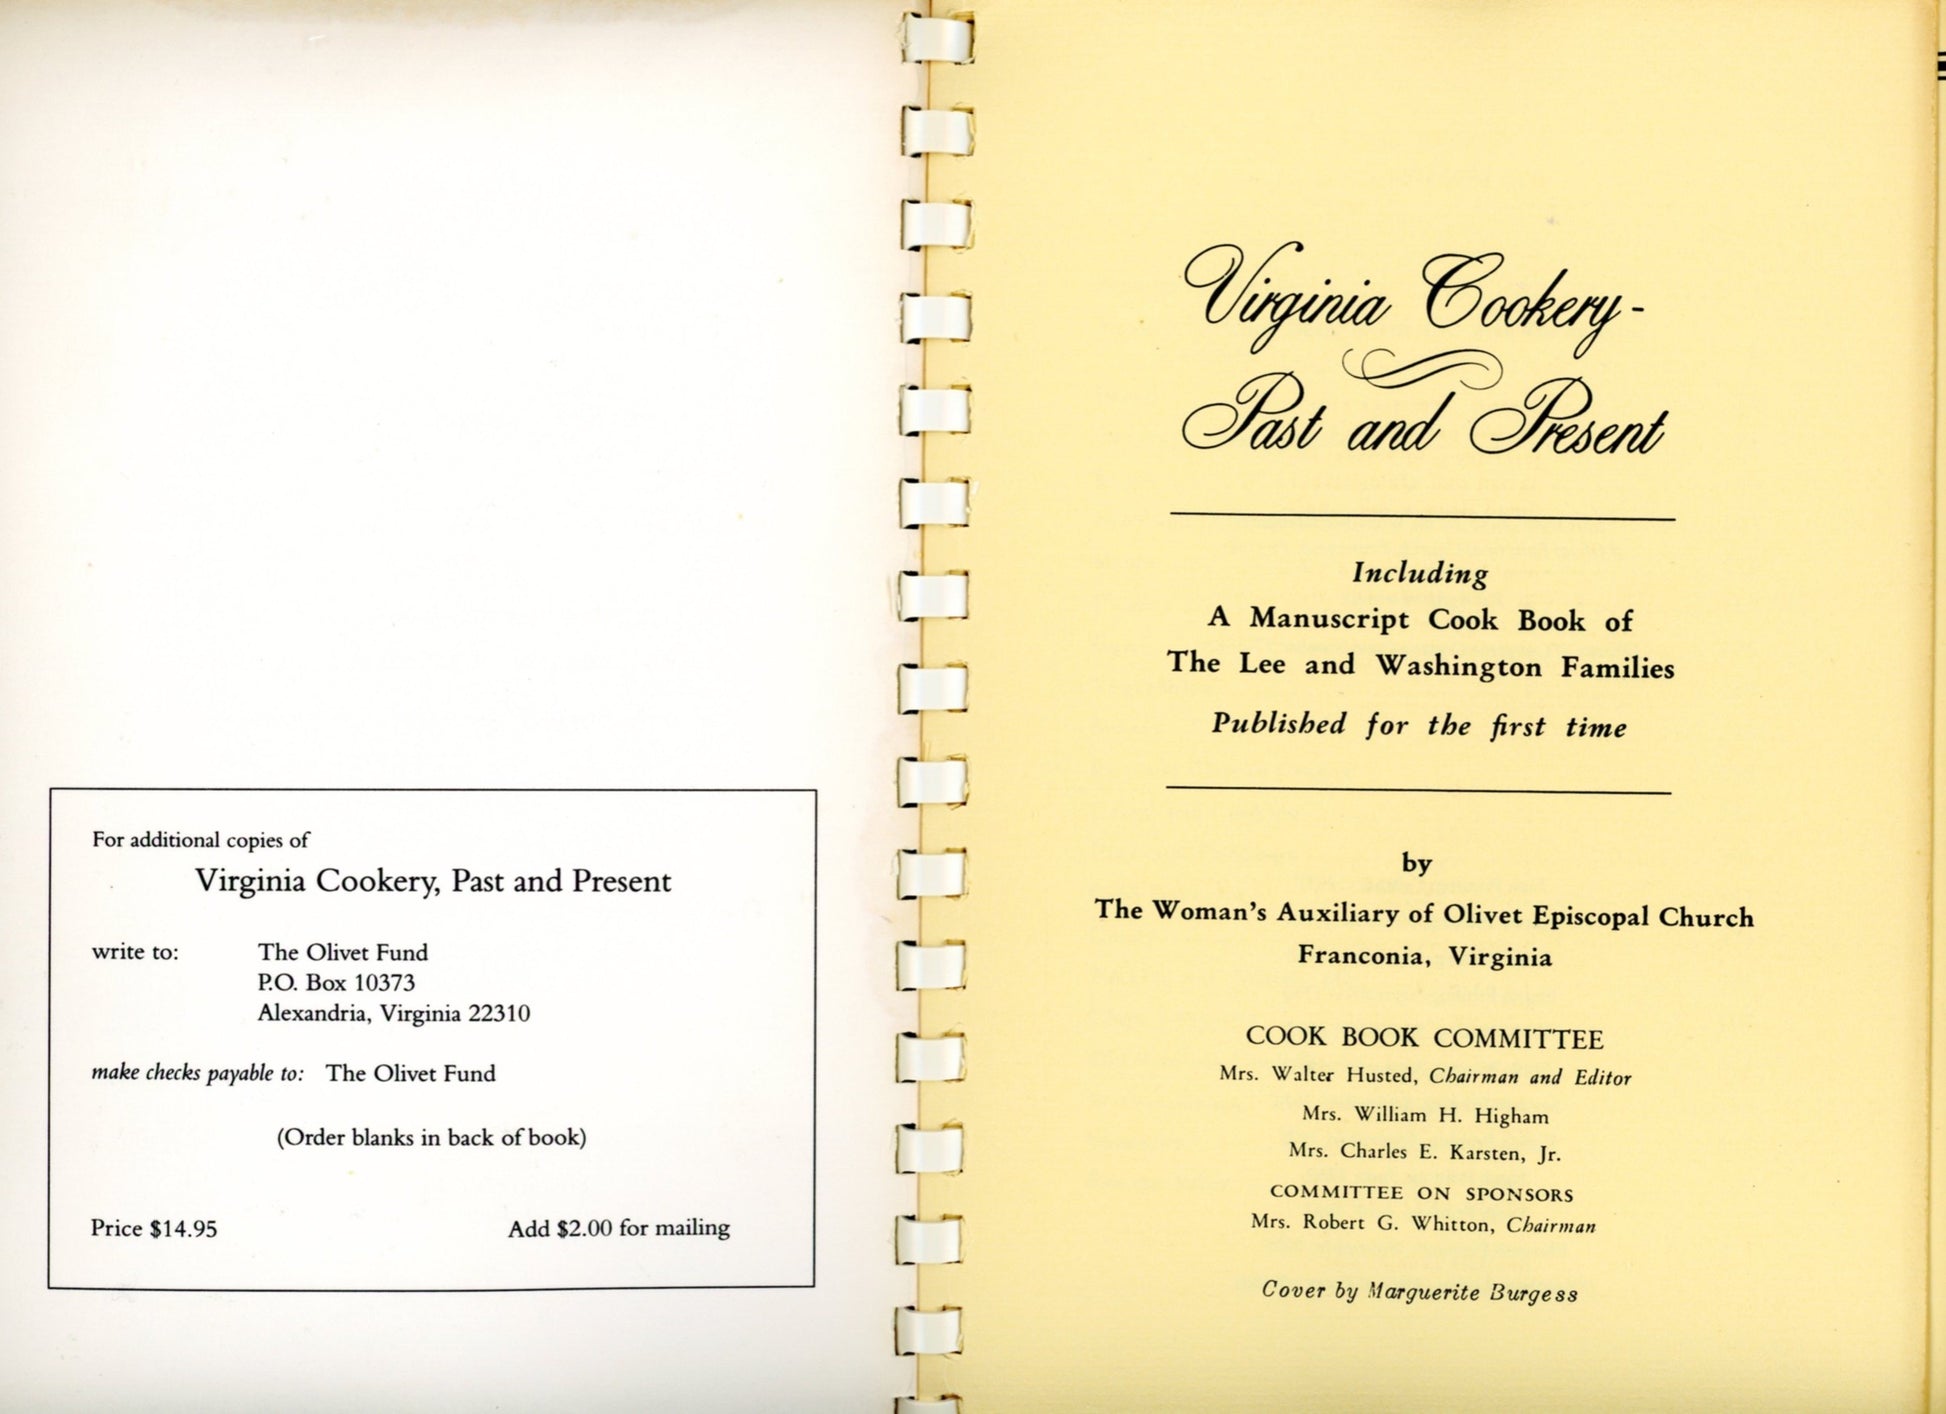 For additional copies of
Virginia Cookery, Past and Present
write to: The Olivet Fund
P.O. Box 10373
Alexandria, Virginia 22310
make checks payable to: The Olivet Fund
(Order blanks in back of book)
Price $14.95 Add $2.00 for mailing
Virginia Cookery -
Past and Present
Including
A Manuscript Cook Book of
The Lee and Washington Families
Published for the first time
by
The Woman's Auxiliary of Olivet Episcopal Church
Franconia, Virginia
COOK BOOK COMMITTEE
Mrs. Walter Husted, Chairman and Editor
Mrs. William H. Higham
Mrs. Charles E. Karsten, Jr.
COMMITTEE ON SPONSORS
Mrs. Robert G. Whitton, Chairman
Cover by Marguerite Burgess